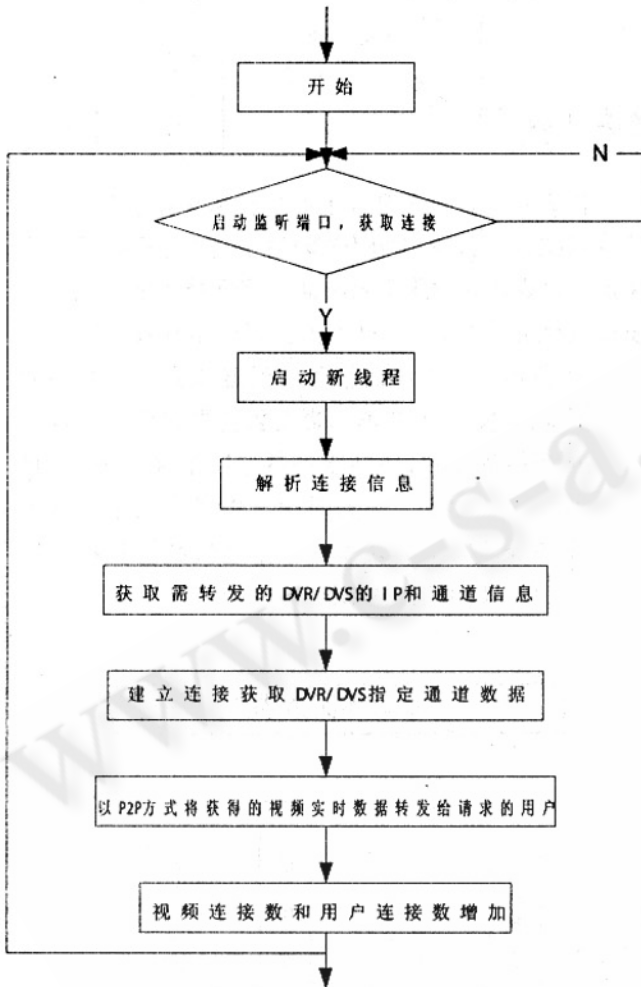 开始
N
启动监听端口，获取连接
Y
启动新线程
解析连接信息
获取需转发的DVR/DVS的IP和通道信息
建立连接获取DVR/DVS指定通道数据
以P2P方式将获得的视频实时数据转发给请求的用户
视频连接数和用户连接数增加
www.c-s-a.